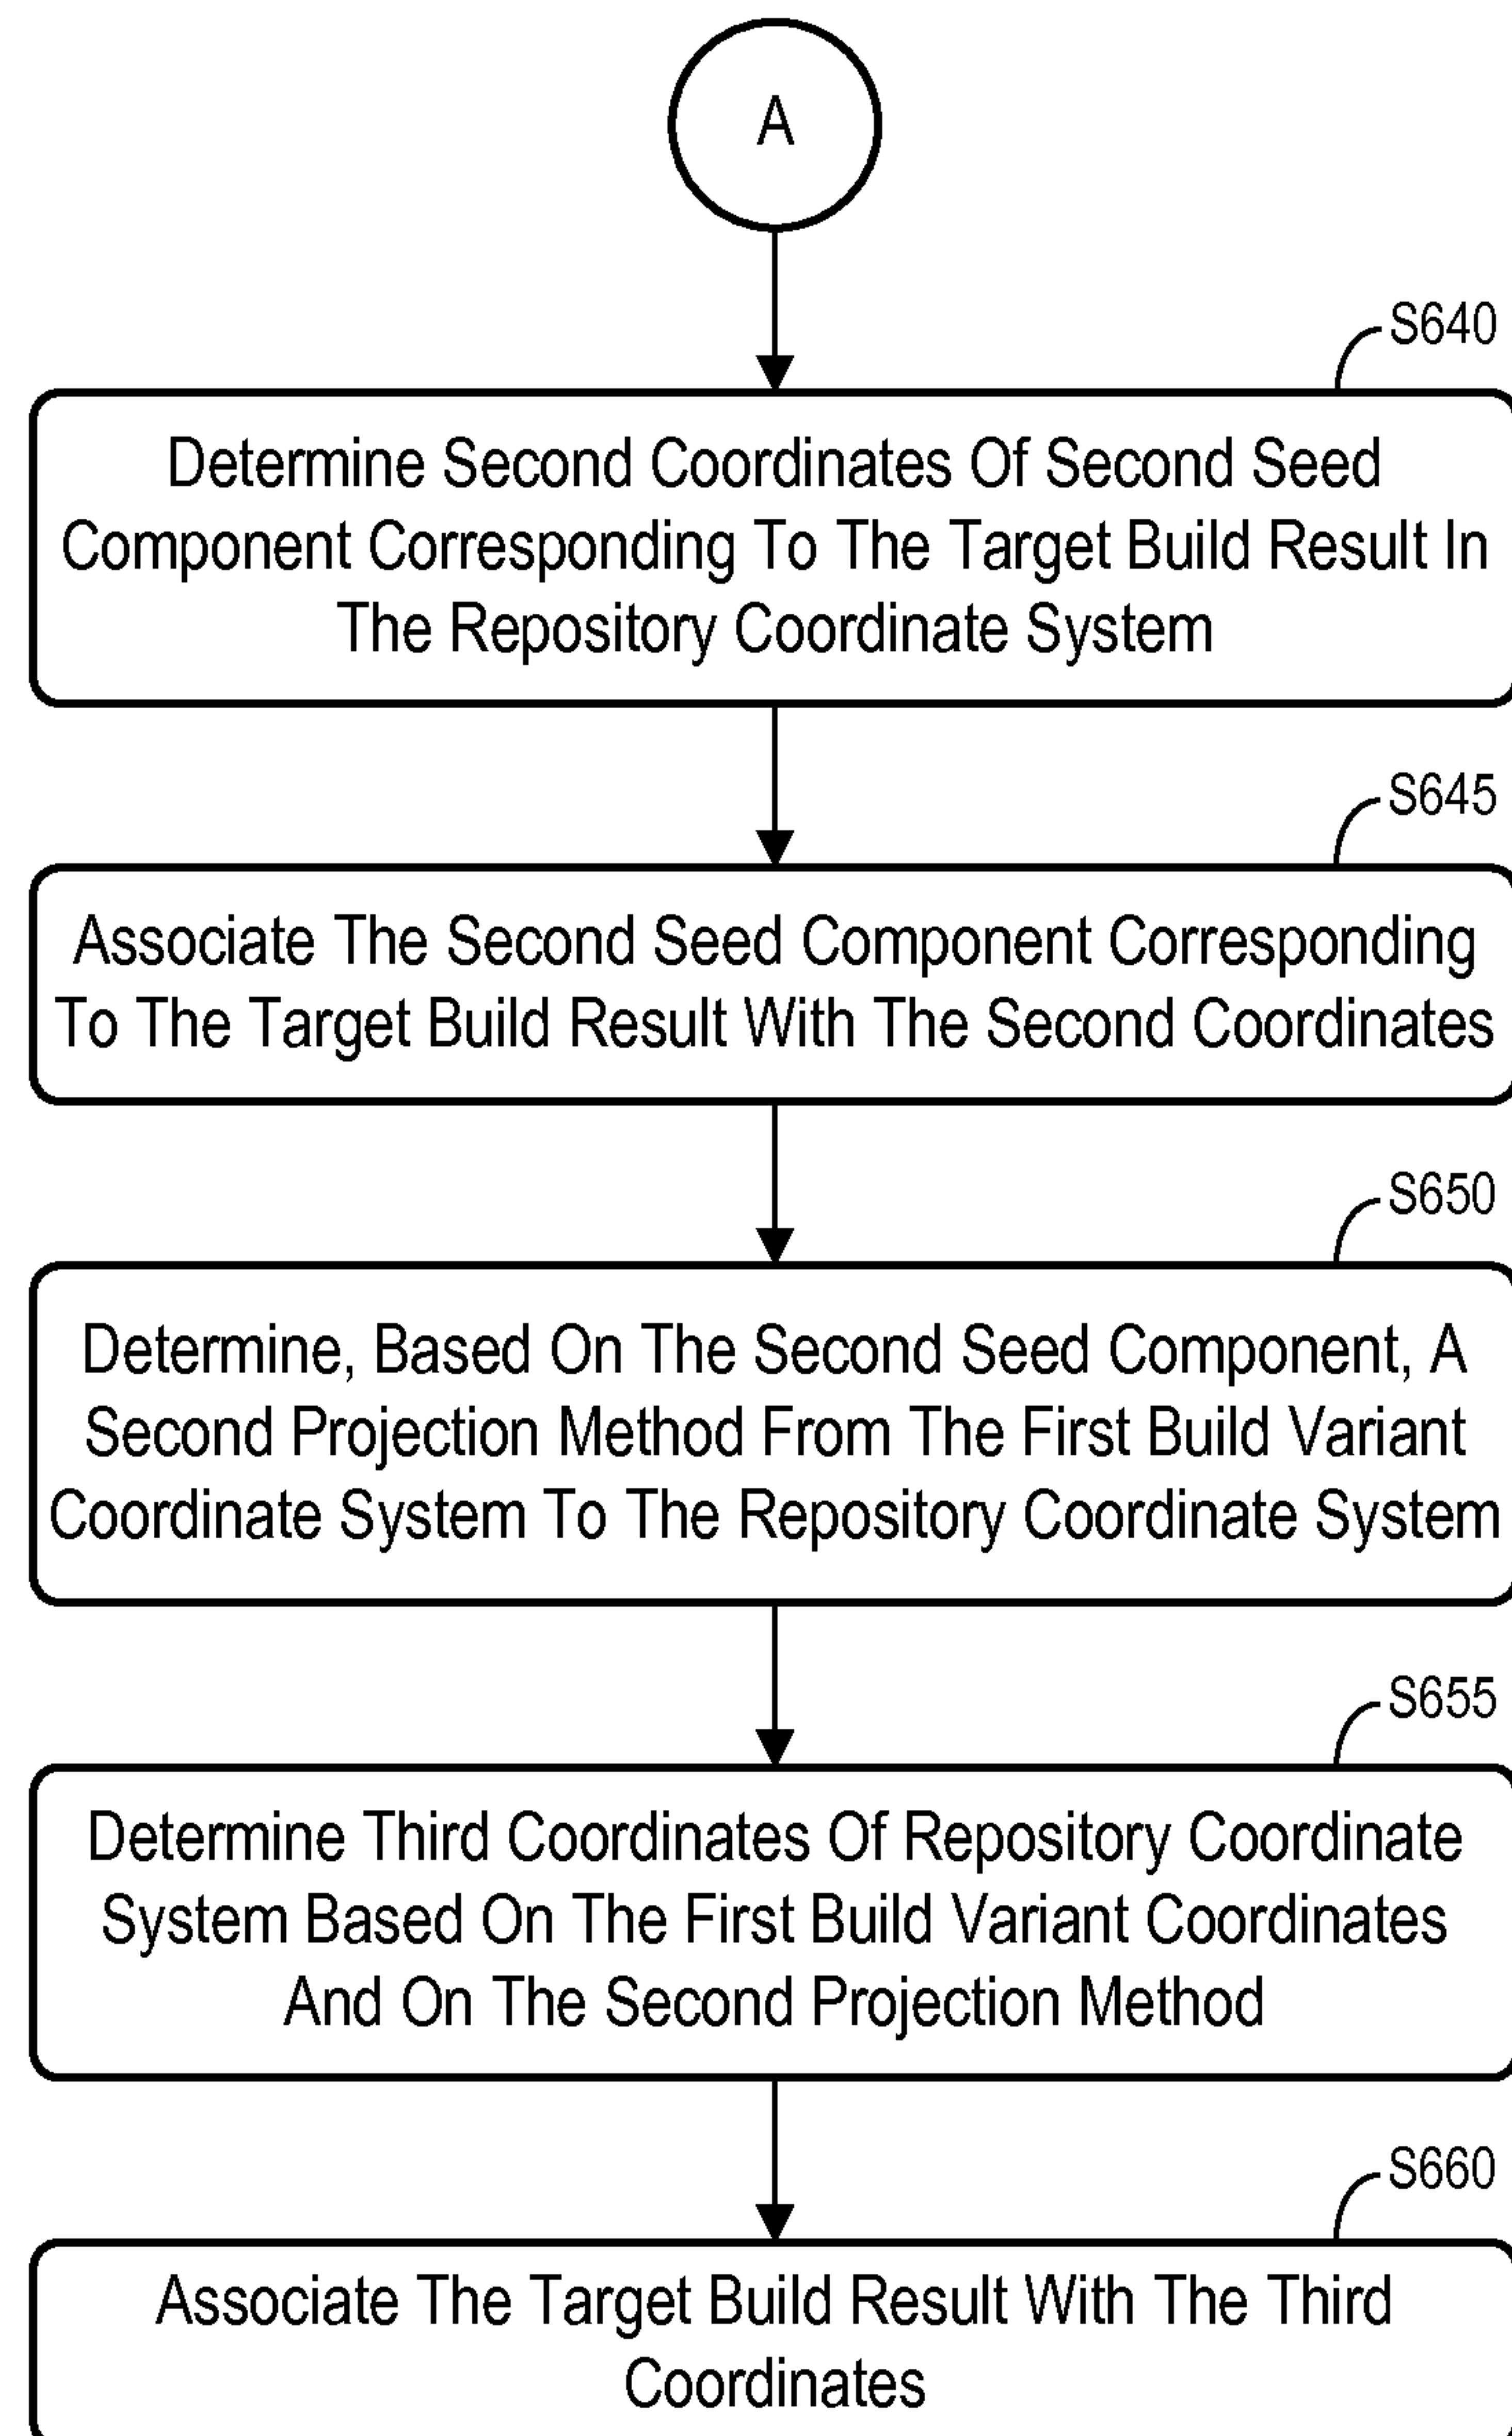 A
S640
Determine Second Coordinates Of Second Seed
Component Corresponding To The Target Build Result In
The Repository Coordinate System
S645
Associate The Second Seed Component Corresponding
To The Target Build Result With The Second Coordinates
S650
Determine, Based On The Second Seed Component, A
Second Projection Method From The First Build Variant
Coordinate System To The Repository Coordinate System
S655
Determine Third Coordinates Of Repository Coordinate
System Based On The First Build Variant Coordinates
And On The Second Projection Method
S660
Associate The Target Build Result With The Third
Coordinates